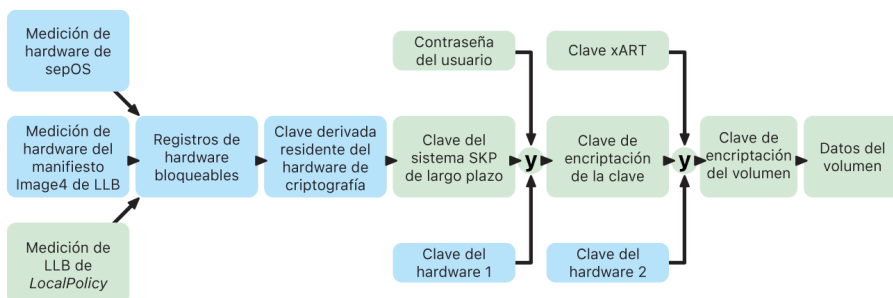 Medición de
hardware de
sepOS
Medición de
hardware del
manifiesto
Image4 de LLB
Medición de
LLB de
LocalPolicy
Registros de
hardware
bloqueables
Clave derivada
residente del
hardware de
criptografía
Clave del
sistema SKP
de largo plazo
Contraseña
del usuario
y
Clave del
hardware 1
Clave de
encriptación
de la clave
Clave xART
y
Clave del
hardware 2
Clave de
encriptación
del volumen
Datos del
volumen